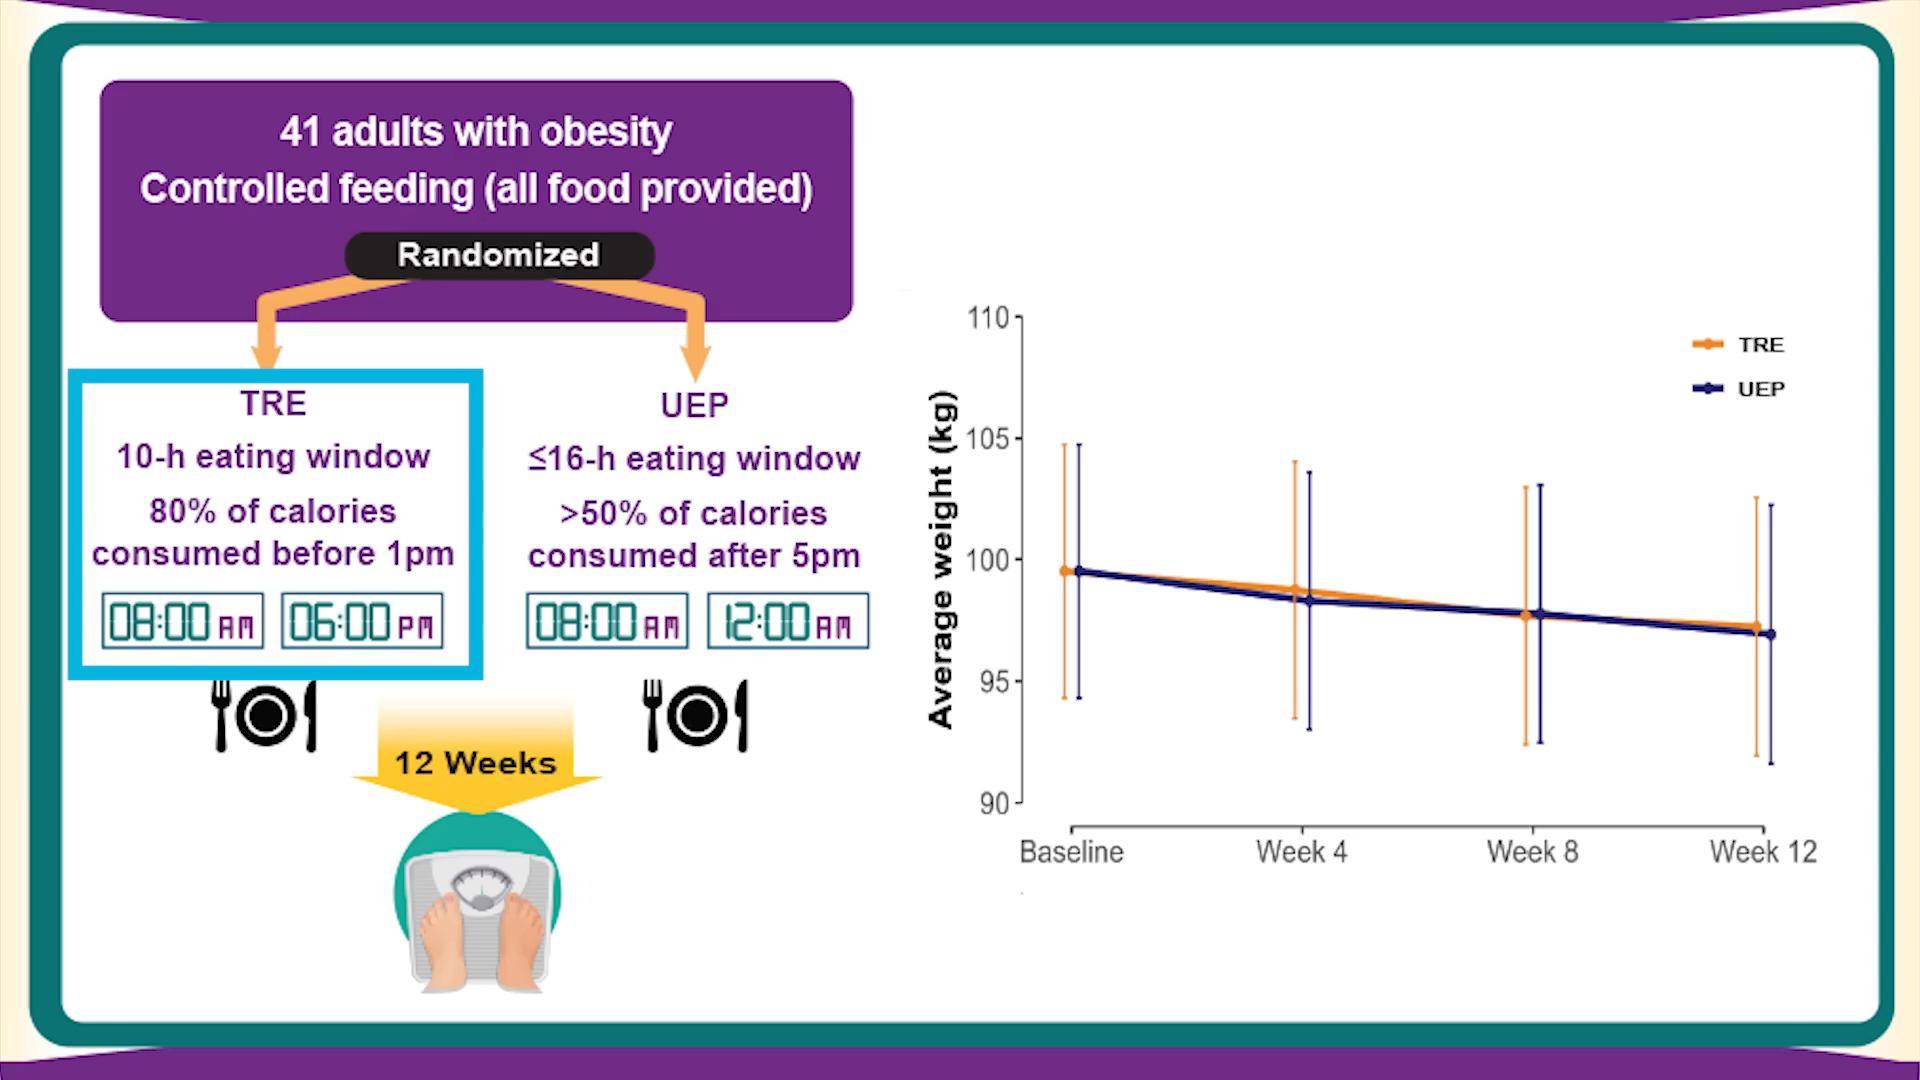 41 adults with obesity
Controlled feeding (all food provided)
Randomized
TRE
10-h eating window
80% of calories
consumed before 1pm
08:00 AM 06:00 PM
UEP
≤16-h eating window
>50% of calories
consumed after 5pm
08:00 AM 12:00 AM
12 Weeks
Average weight (kg)
110
105
100
95
90
Baseline Week 4 Week 8 Week 12
TRE
UEP